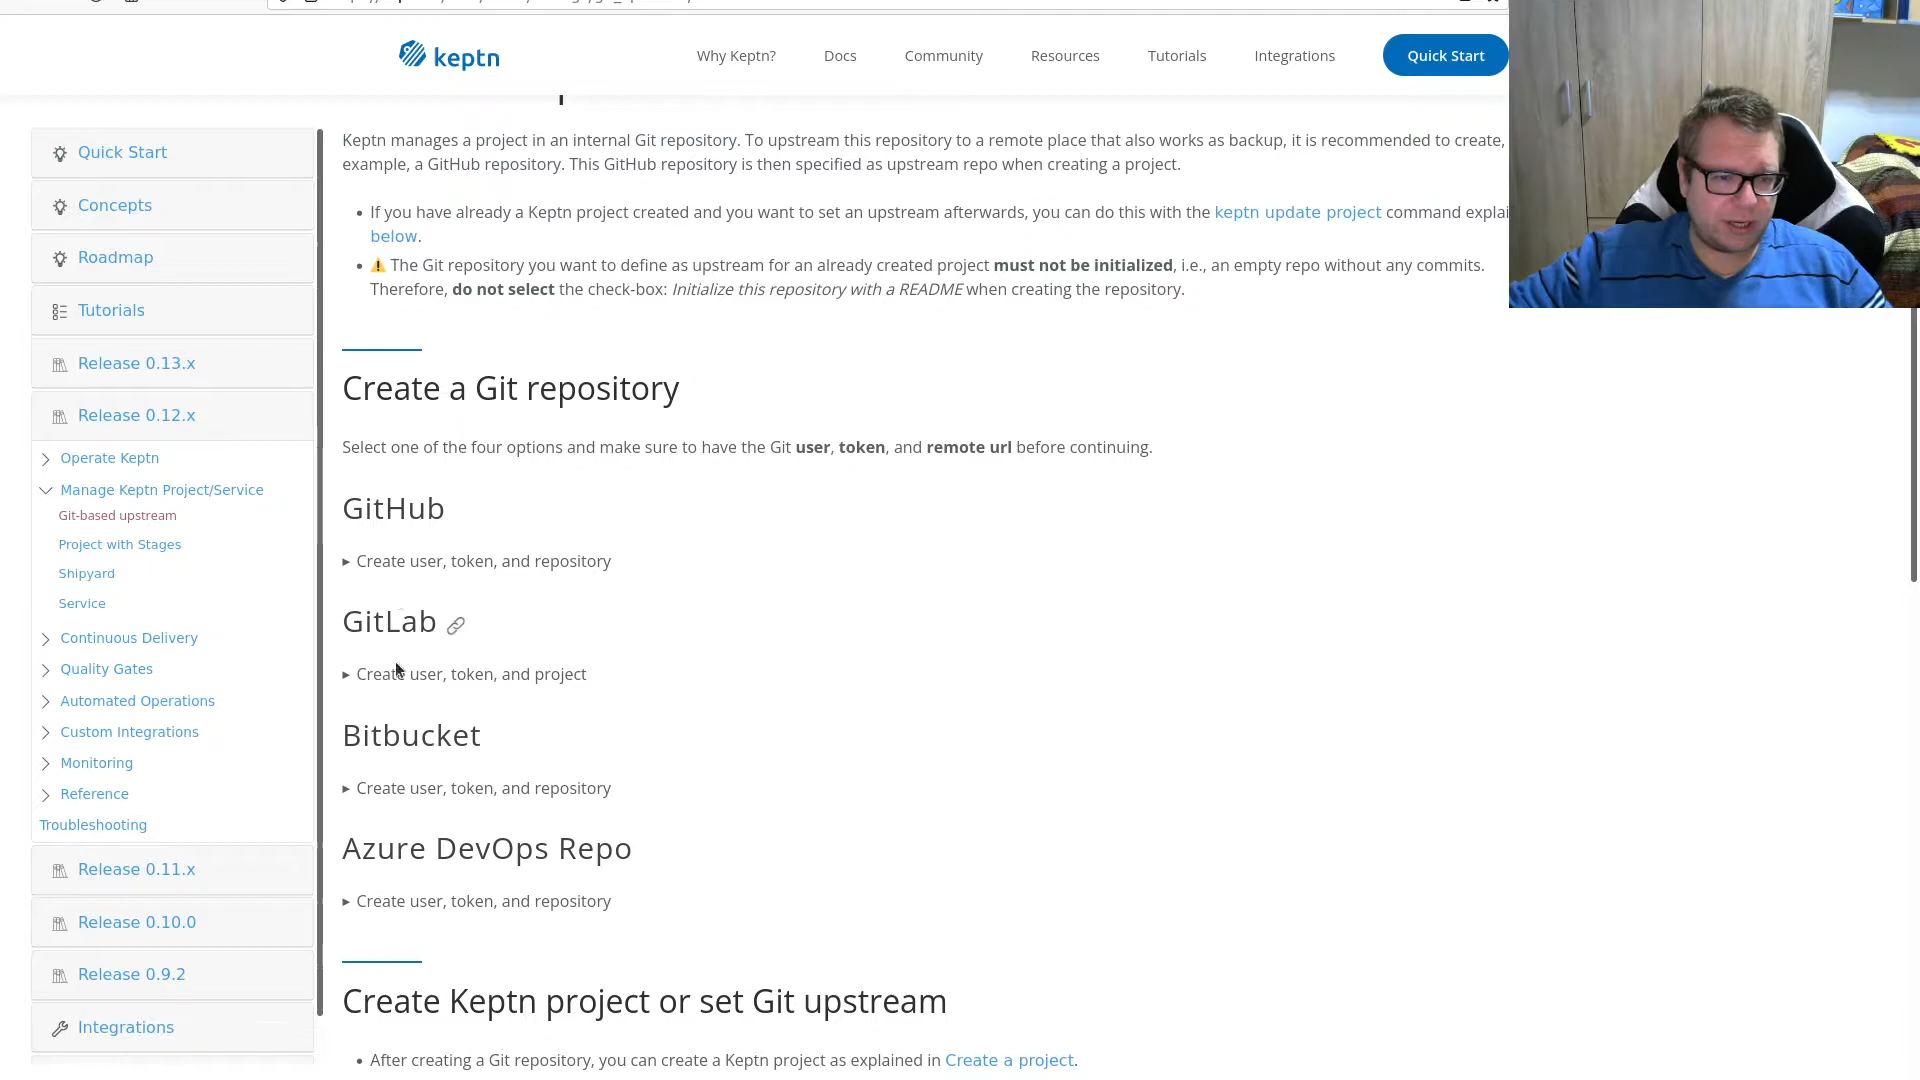 keptn
Why Keptn?
Docs
Community
Resources
Tutorials
Integrations
Quick Start
Quick Start
Concepts
Roadmap
Tutorials
Release 0.13.x
Release 0.12.x
Operate Keptn
Manage Keptn Project/Service
Git-based upstream
Project with Stages
Shipyard
Service
Continuous Delivery
Quality Gates
Automated Operations
Custom Integrations
Monitoring
Reference
Troubleshooting
Release 0.11.x
Release 0.10.0
Release 0.9.2
Integrations
Keptn manages a project in an internal Git repository. To upstream this repository to a remote place that also works as backup, it is recommended to create,
example, a GitHub repository. This GitHub repository is then specified as upstream repo when creating a project.
• If you have already a Keptn project created and you want to set an upstream afterwards, you can do this with the keptn update project command explai
below.
• ⚠ The Git repository you want to define as upstream for an already created project must not be initialized, i.e., an empty repo without any commits.
Therefore, do not select the check-box: Initialize this repository with a README when creating the repository.
Create a Git repository
Select one of the four options and make sure to have the Git user, token, and remote url before continuing.
GitHub
▸ Create user, token, and repository
GitLab
▸ Create user, token, and project
Bitbucket
▸ Create user, token, and repository
Azure DevOps Repo
▸ Create user, token, and repository
Create Keptn project or set Git upstream
• After creating a Git repository, you can create a Keptn project as explained in Create a project.